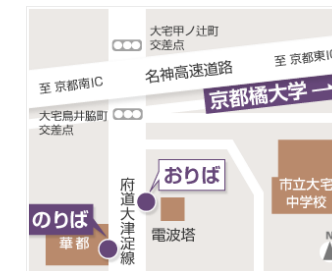 大宅甲ノ辻町
交差点
至 京都東IC
名神高速道路
至 京都南IC
京都橘大学
大宅鳥井脇町
交差点
おりば
市立大宅
中学校
府道大津淀線
のりば
電波塔
華都
N